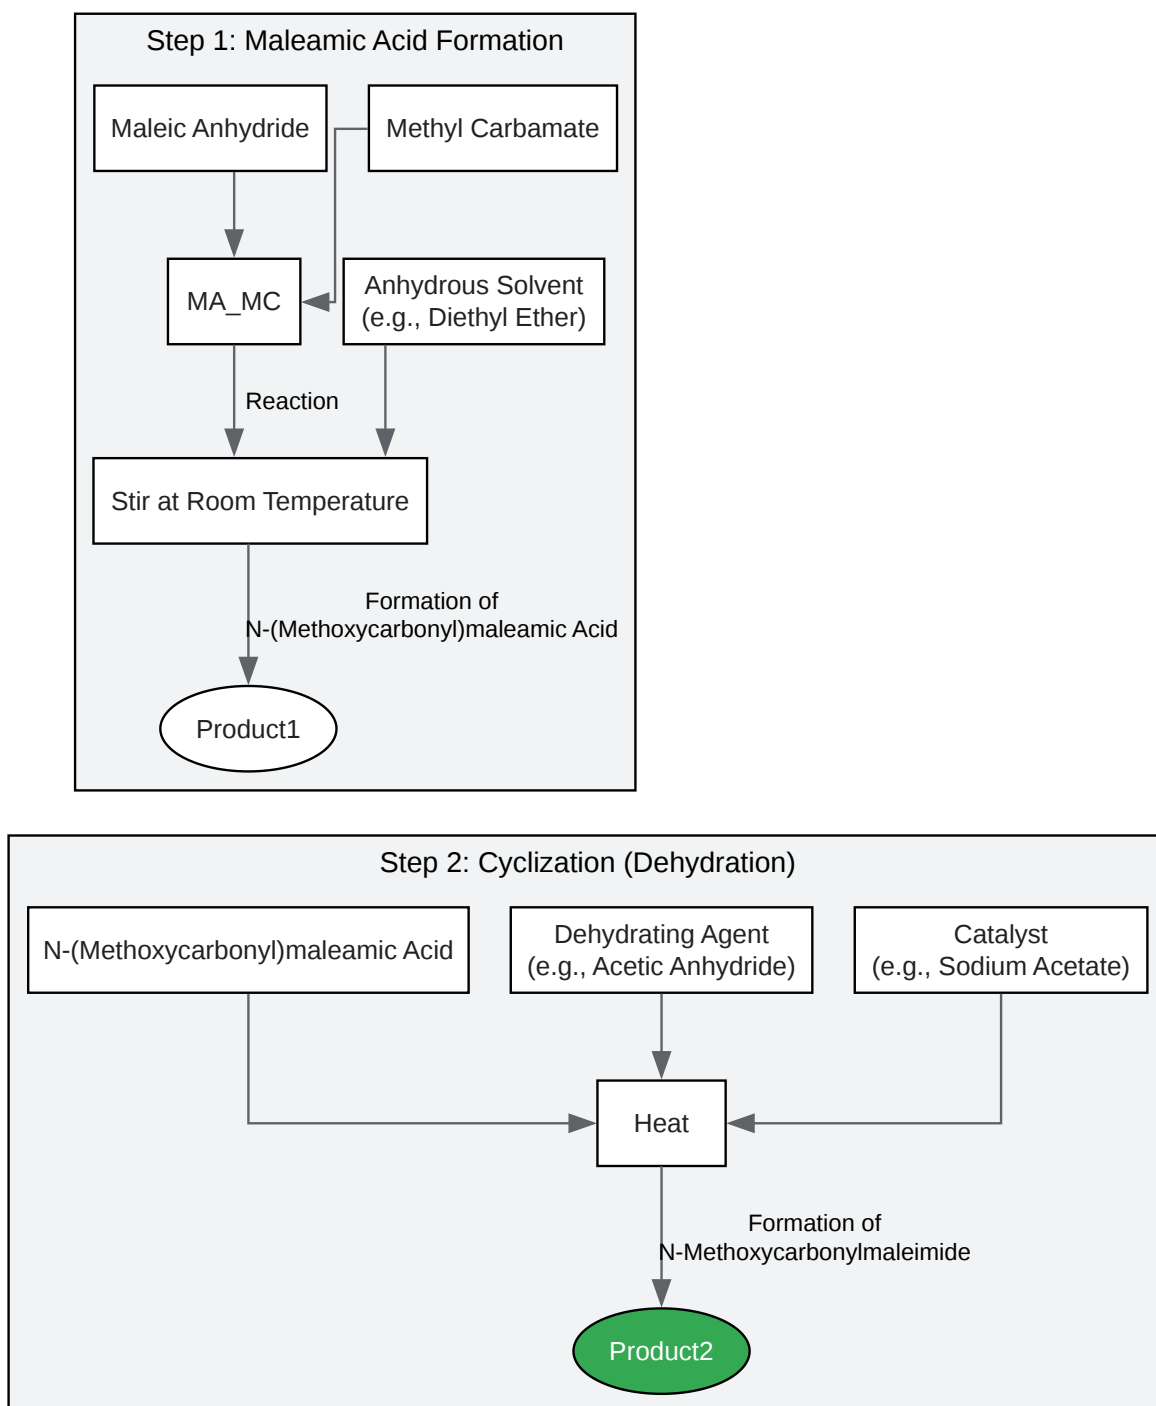 Step 1: Maleamic Acid Formation
Maleic Anhydride
Methyl Carbamate
MA_MC
Anhydrous Solvent
(e.g., Diethyl Ether)
Reaction
Stir at Room Temperature
Formation of
N-(Methoxycarbonyl)maleamic Acid
Product1
Step 2: Cyclization (Dehydration)
N-(Methoxycarbonyl)maleamic Acid
Dehydrating Agent
(e.g., Acetic Anhydride)
Catalyst
(e.g., Sodium Acetate)
Heat
Formation of
N-Methoxycarbonylmaleimide
Product2